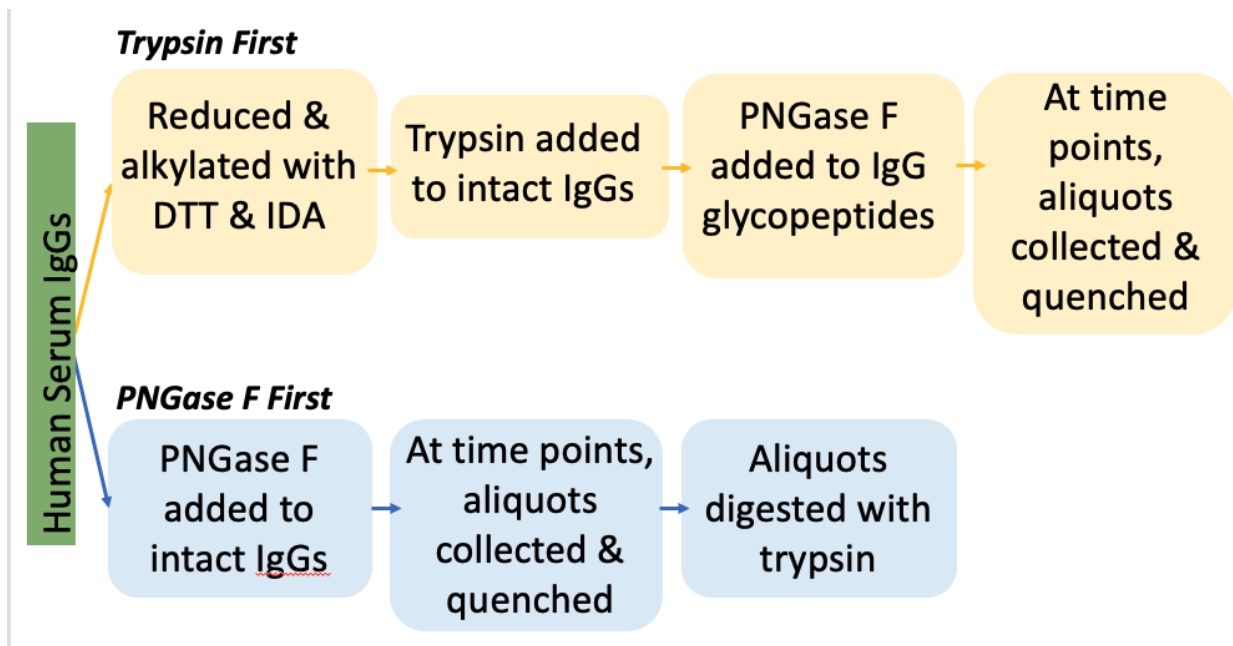 Human Serum IgGs
Trypsin First
Reduced &
alkylated with
DTT & IDA
Trypsin added
to intact IgGs
PNGase F
added to IgG
glycopeptides
At time
points,
aliquots
collected &
quenched
PNGase F First
PNGase F
added to
intact IgGs
At time points,
aliquots
collected &
quenched
Aliquots
digested with
trypsin